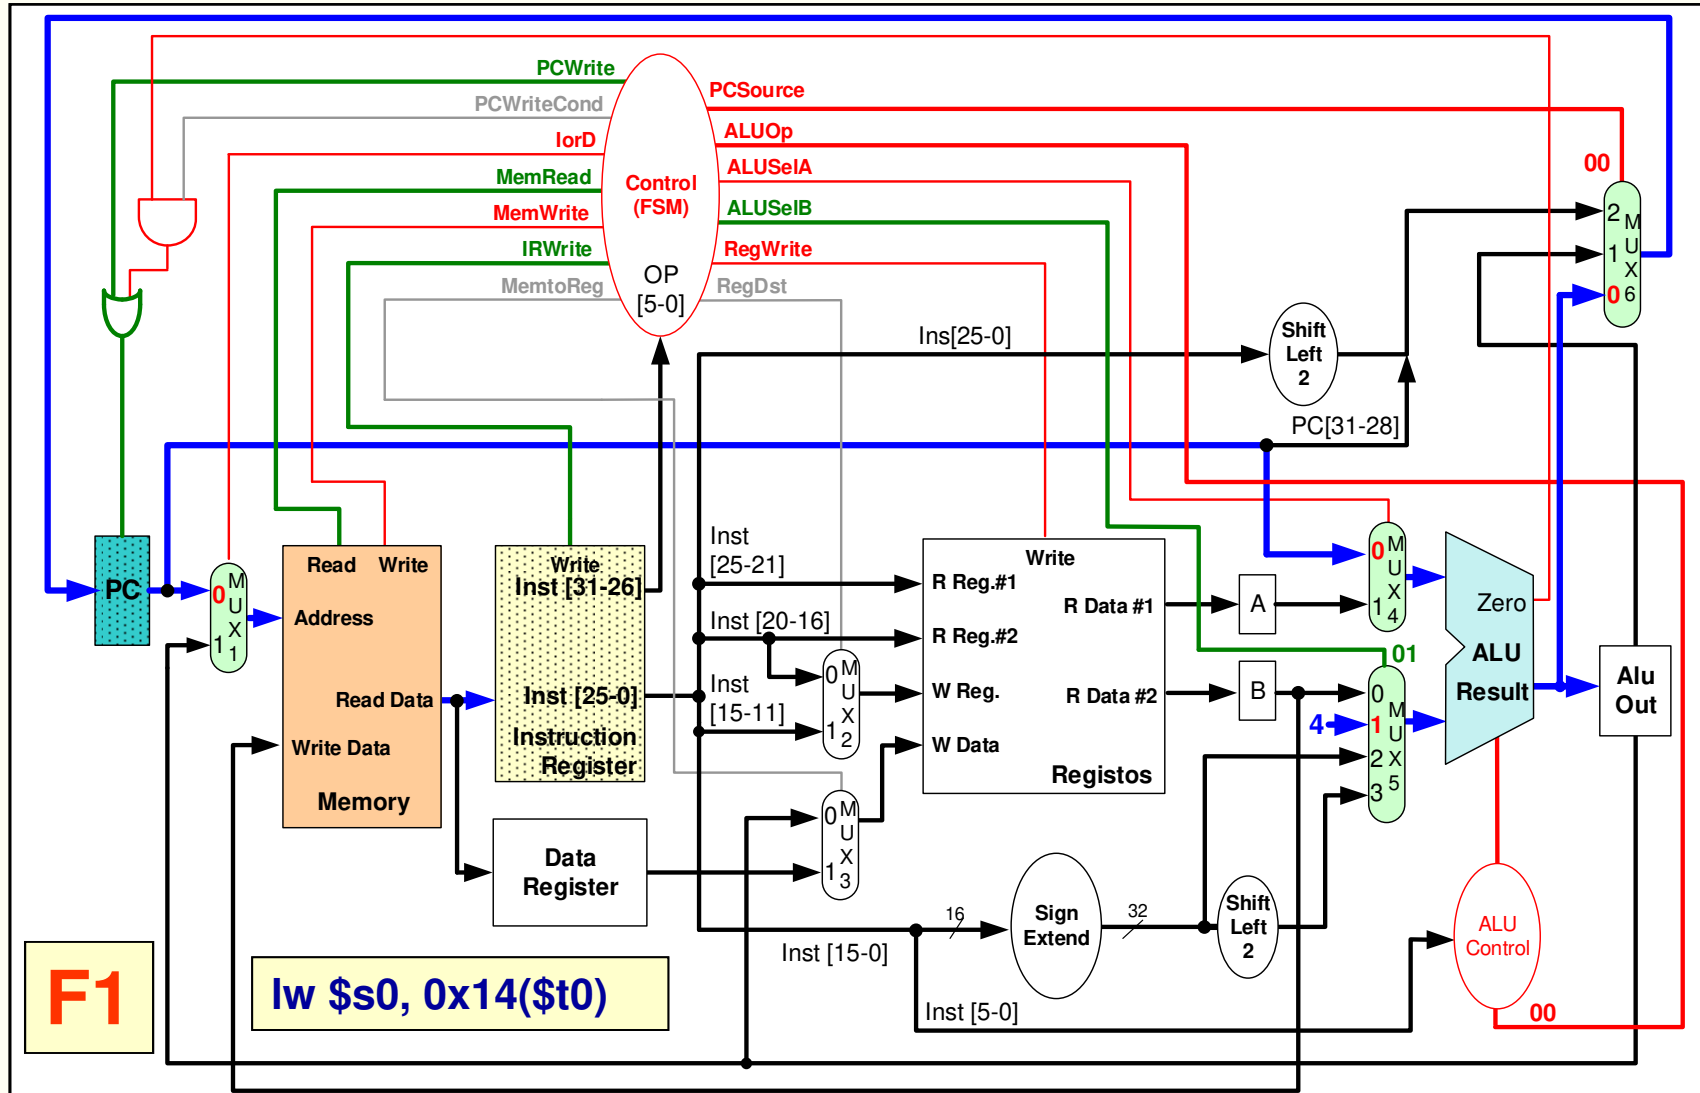 PCWrite
PCWriteCond
IorD
MemRead
MemWrite
IRWrite
MemtoReg
Control
(FSM)
OP
[5-0]
PCSource
ALUOp
ALUSelA
ALUSelB
RegWrite
RegDst
00
2
1
0
M
U
X
6
Ins[25-0]
Shift
Left
2
PC[31-28]
PC
0
1
M
U
X
1
Read
Write
Address
Read Data
Write Data
Memory
Write
Inst [31-26]
Inst [25-0]
Instruction
Register
Data
Register
Inst
[25-21]
Inst [20-16]
Inst
[15-11]
0
1
M
U
X
2
0
1
M
U
X
3
Write
R Reg.#1
R Reg.#2
W Reg.
W Data
R Data #1
R Data #2
Registos
A
B
0
1
M
U
X
4
01
0
4
1
2
3
M
U
X
5
Zero
ALU
Result
Alu
Out
Inst [15-0]
16
Sign
Extend
32
Shift
Left
2
ALU
Control
Inst [5-0]
00
F1
lw $s0, 0x14($t0)